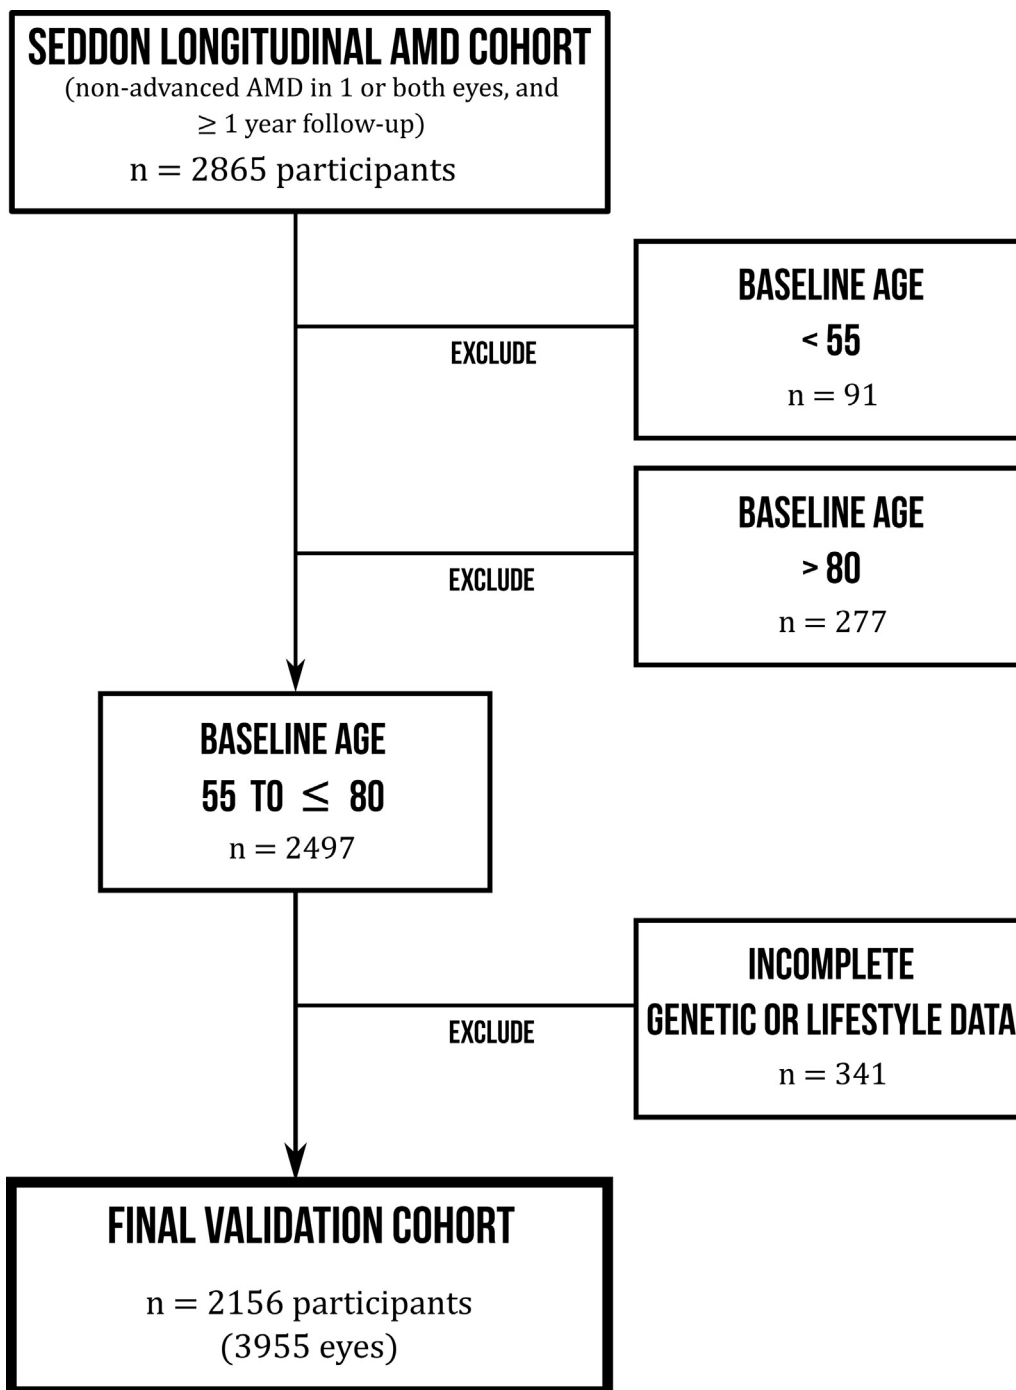 SEDDON LONGITUDINAL AMD COHORT
(non-advanced AMD in 1 or both eyes, and
≥ 1 year follow-up)
n = 2865 participants
BASELINE AGE
< 55
n = 91
EXCLUDE
BASELINE AGE
> 80
n = 277
EXCLUDE
BASELINE AGE
55 TO ≤ 80
n = 2497
INCOMPLETE
GENETIC OR LIFESTYLE DATA
n = 341
EXCLUDE
FINAL VALIDATION COHORT
n = 2156 participants
(3955 eyes)